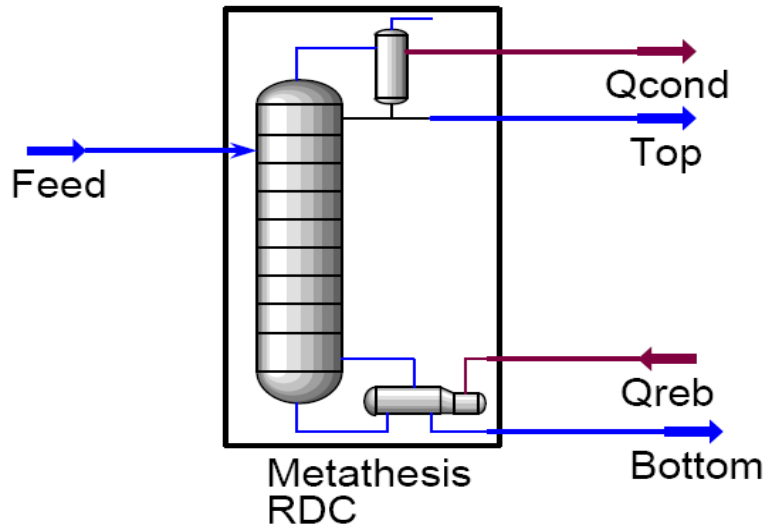 Qcond
Top
Feed
Qreb
Bottom
Metathesis
RDC